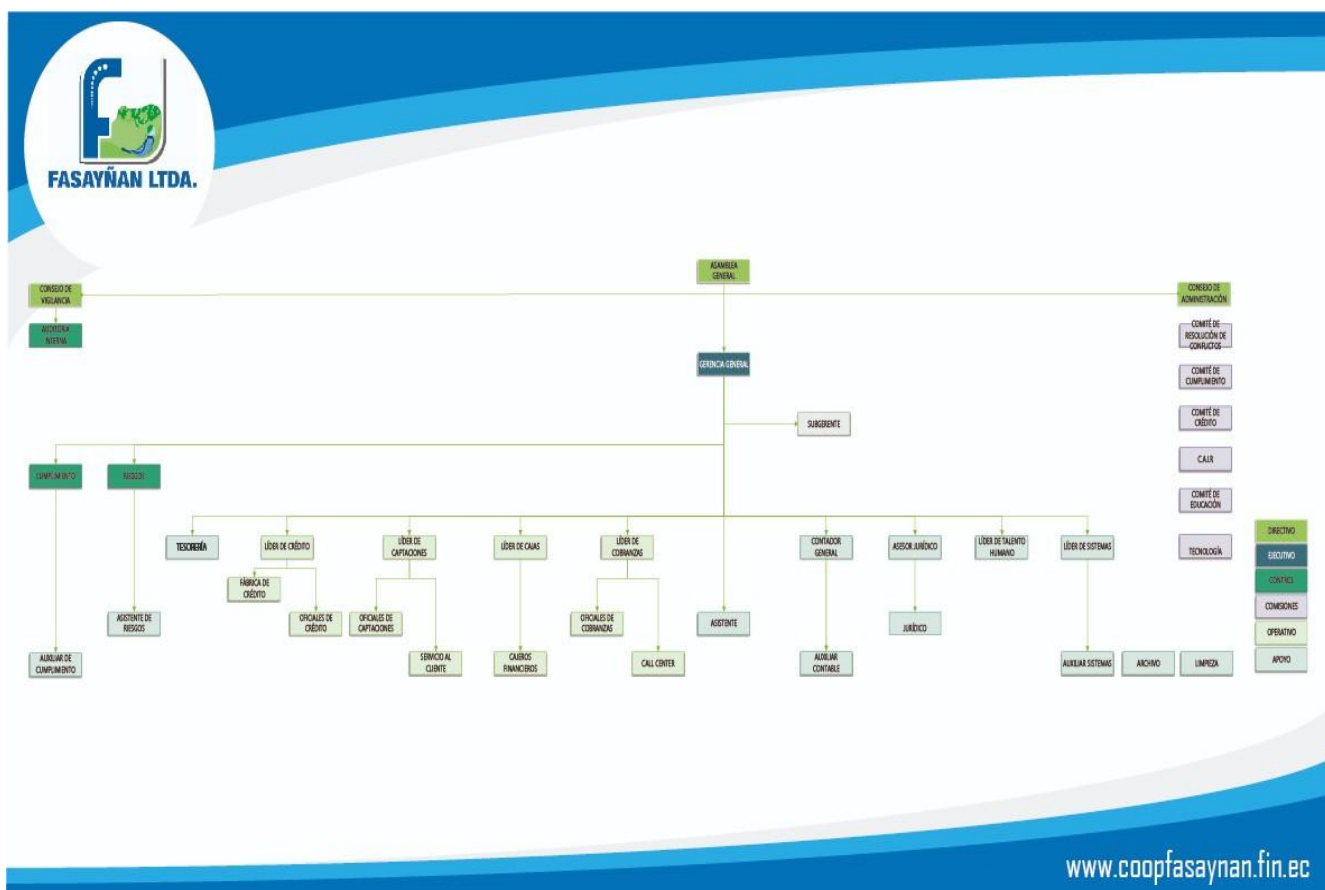 FASAYÑAN LTDA.
ASAMBLEA
GENERAL
CONSEJO DE
VIGILANCIA
CONSEJO DE
ADMINISTRACIÓN
AUDITORIA
INTERNA
COMITÉ DE
RESOLUCIÓN DE
CONFLICTOS
GERENCIA GENERAL
COMITÉ DE
CUMPLIMIENTO
SUBGERENTE
COMITÉ DE
CRÉDITO
C.A.I.R
CUMPLIMIENTO
RIESGOS
COMITÉ DE
EDUCACIÓN
TESORERÍA
LÍDER DE CRÉDITO
LÍDER DE
CAPTACIONES
LÍDER DE CAJAS
LÍDER DE
COBRANZAS
CONTADOR
GENERAL
ASESOR JURÍDICO
LÍDER DE TALENTO
HUMANO
LÍDER DE SISTEMAS
TECNOLOGÍA
FÁBRICA DE
CRÉDITO
ASISTENTE DE
RIESGOS
OFICIALES DE
CRÉDITO
OFICIALES DE
CAPTACIONES
OFICIALES DE
COBRANZAS
ASISTENTE
JURÍDICO
AUXILIAR DE
CUMPLIMIENTO
SERVICIO AL
CLIENTE
CAJEROS
FINANCIEROS
CALL CENTER
AUXILIAR
CONTABLE
AUXILIAR SISTEMAS
ARCHIVO
LIMPIEZA
DIRECTIVO
EJECUTIVO
CONTROL
COMISIONES
OPERATIVO
APOYO
www.coopfasaynan.fin.ec